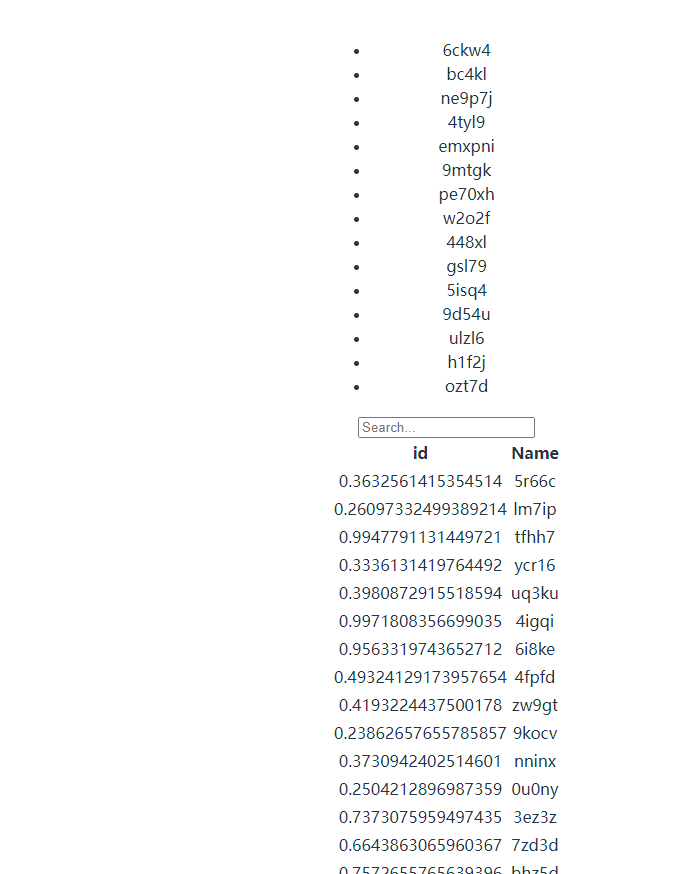 6ckw4
bc4kl
ne9p7j
4tyl9
emxpni
9mtgk
pe70xh
w2o2f
448xl
gsl79
5isq4
9d54u
ulzl6
h1f2j
ozt7d
Search...
id Name
0.3632561415354514 5r66c
0.26097332499389214 lm7ip
0.9947791131449721 tfhh7
0.3336131419764492 ycr16
0.3980872915518594 uq3ku
0.9971808356699035 4igqi
0.9563319743652712 6i8ke
0.49324129173957654 4fpfd
0.4193224437500178 zw9gt
0.23862657655785857 9kocv
0.3730942402514601 nninx
0.2504212896987359 0u0ny
0.7373075959497435 3ez3z
0.6643863065960367 7zd3d